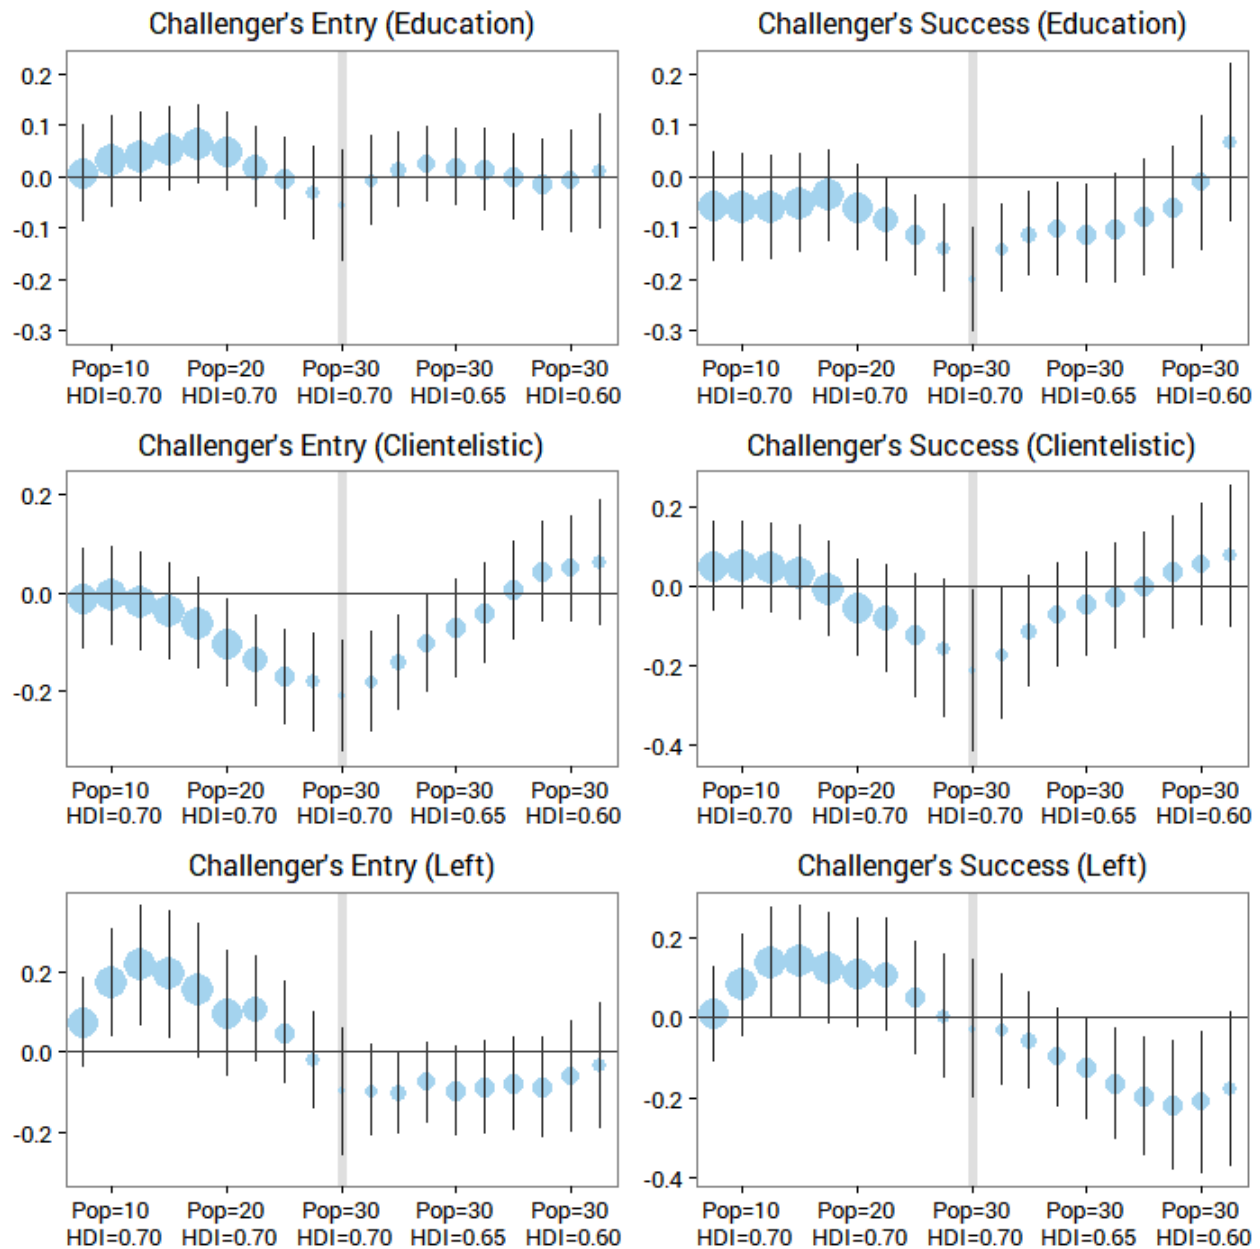 Challenger's Entry (Education)
0.2
0.1
0.0
-0.1
-0.2
-0.3
Pop=10 Pop=20 Pop=30 Pop=30 Pop=30
HDI=0.70 HDI=0.70 HDI=0.70 HDI=0.65 HDI=0.60
Challenger's Success (Education)
0.2
0.1
0.0
-0.1
-0.2
-0.3
Pop=10 Pop=20 Pop=30 Pop=30 Pop=30
HDI=0.70 HDI=0.70 HDI=0.70 HDI=0.65 HDI=0.60
Challenger's Entry (Clientelistic)
0.2
0.0
-0.2
Pop=10 Pop=20 Pop=30 Pop=30 Pop=30
HDI=0.70 HDI=0.70 HDI=0.70 HDI=0.65 HDI=0.60
Challenger's Success (Clientelistic)
0.2
0.0
-0.2
-0.4
Pop=10 Pop=20 Pop=30 Pop=30 Pop=30
HDI=0.70 HDI=0.70 HDI=0.70 HDI=0.65 HDI=0.60
Challenger's Entry (Left)
0.2
0.0
-0.2
Pop=10 Pop=20 Pop=30 Pop=30 Pop=30
HDI=0.70 HDI=0.70 HDI=0.70 HDI=0.65 HDI=0.60
Challenger's Success (Left)
0.2
0.0
-0.2
-0.4
Pop=10 Pop=20 Pop=30 Pop=30 Pop=30
HDI=0.70 HDI=0.70 HDI=0.70 HDI=0.65 HDI=0.60